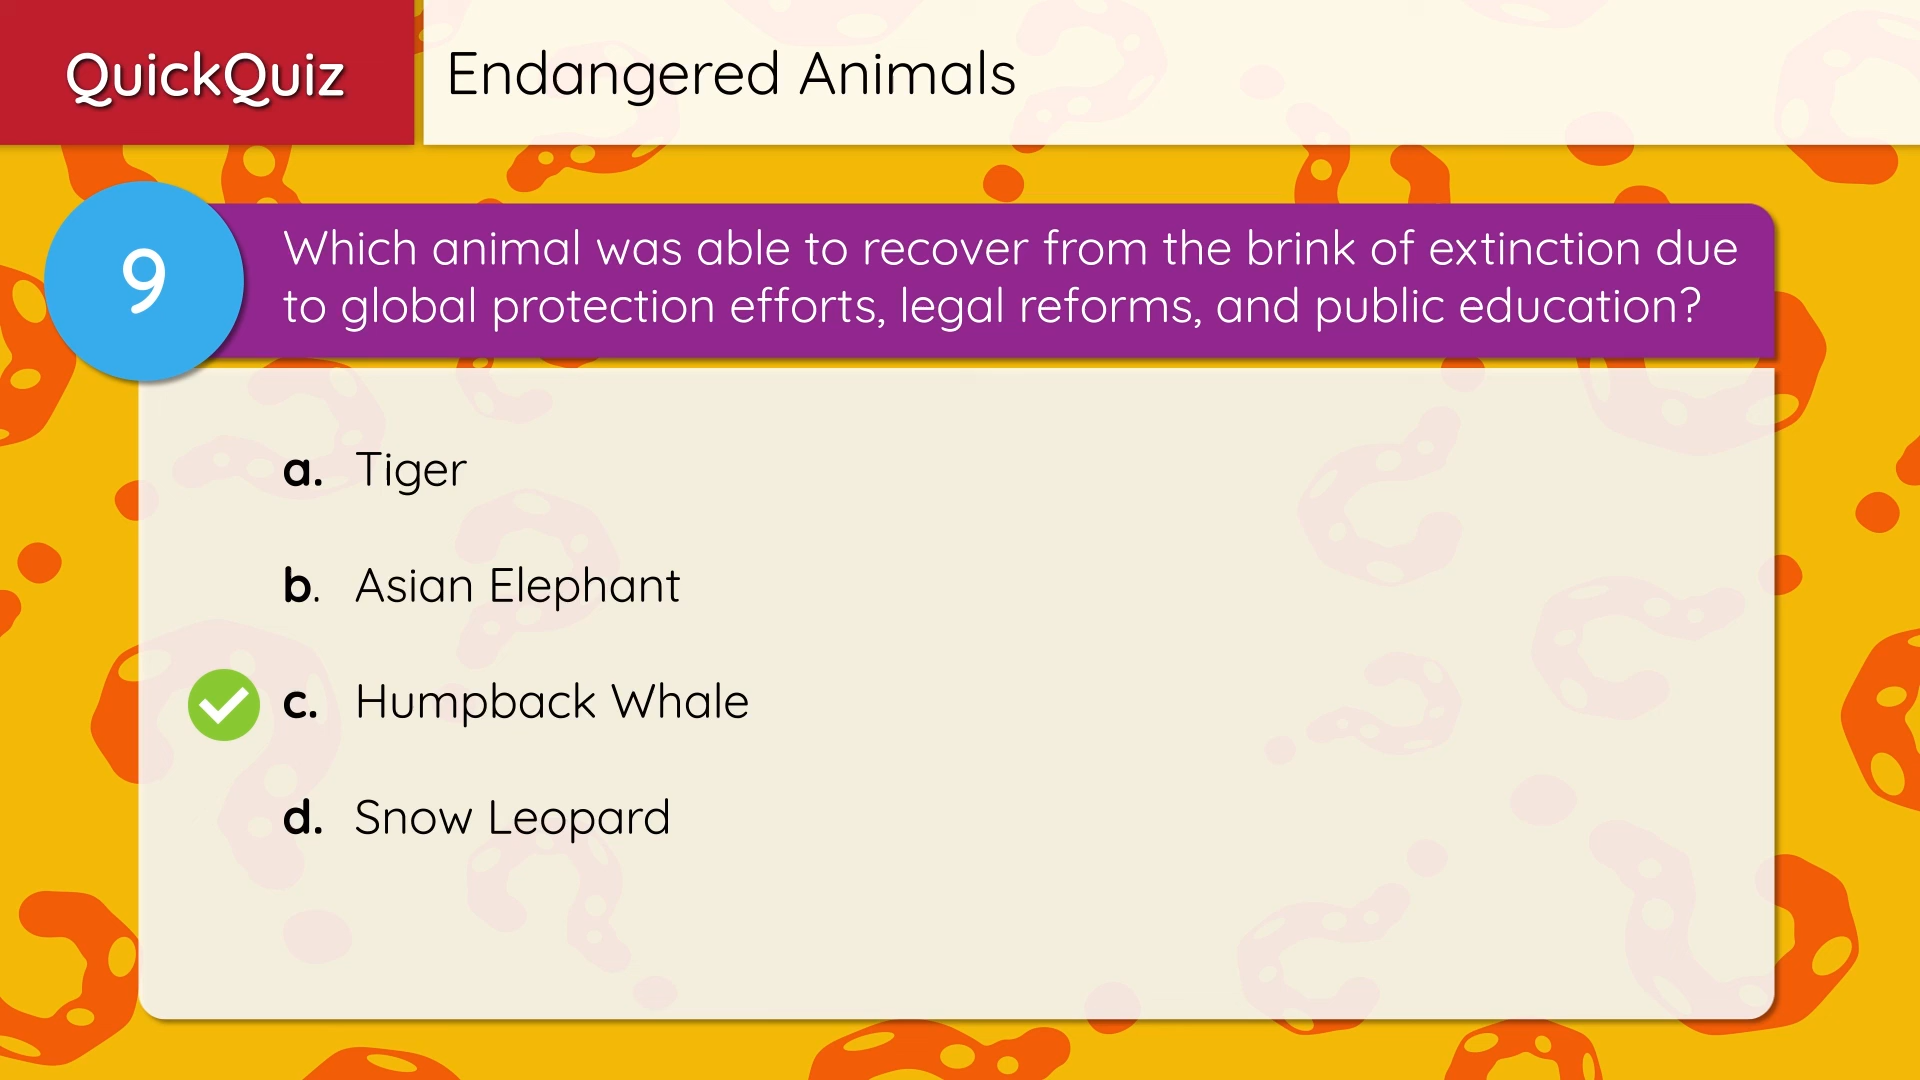 QuickQuiz
Endangered Animals
9
Which animal was able to recover from the brink of extinction due
to global protection efforts, legal reforms, and public education?
a. Tiger
b. Asian Elephant
c. Humpback Whale
d. Snow Leopard